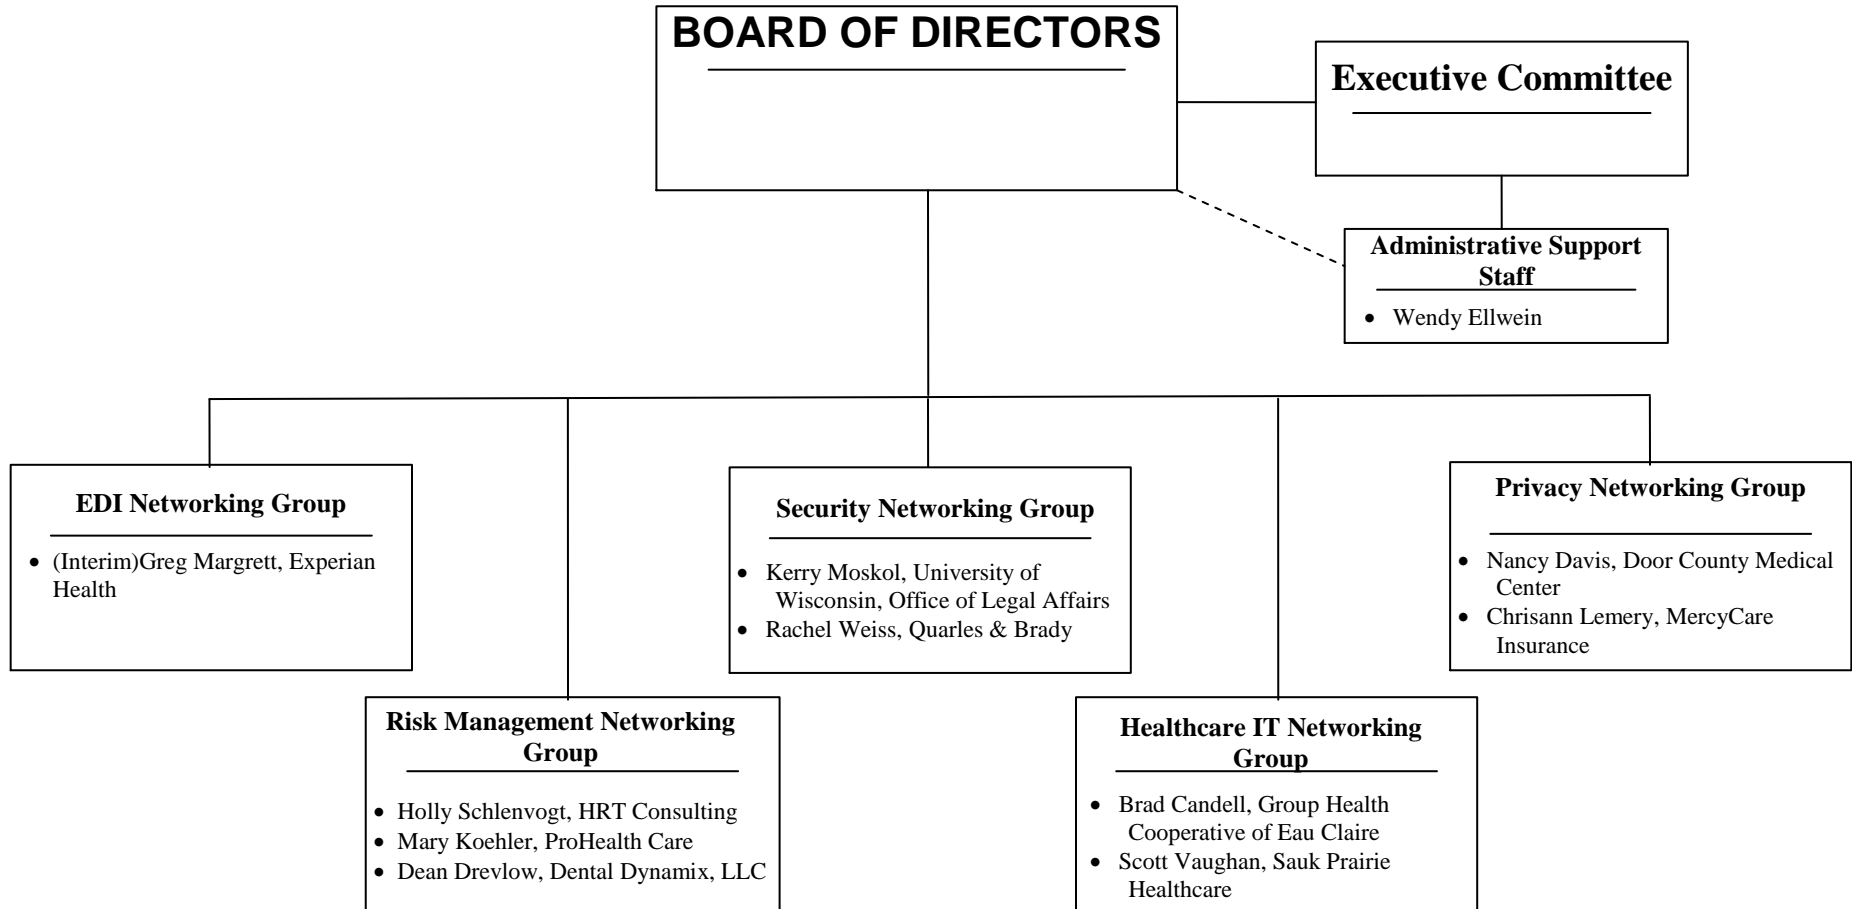 BOARD OF DIRECTORS
Executive Committee
Administrative Support
Staff
• Wendy Ellwein
EDI Networking Group
• (Interim)Greg Margrett, Experian
Health
Security Networking Group
• Kerry Moskol, University of
Wisconsin, Office of Legal Affairs
• Rachel Weiss, Quarles & Brady
Privacy Networking Group
• Nancy Davis, Door County Medical
Center
• Chrisann Lemery, MercyCare
Insurance
Risk Management Networking
Group
• Holly Schlenvogt, HRT Consulting
• Mary Koehler, ProHealth Care
• Dean Drevlow, Dental Dynamix, LLC
Healthcare IT Networking
Group
• Brad Candell, Group Health
Cooperative of Eau Claire
• Scott Vaughan, Sauk Prairie
Healthcare